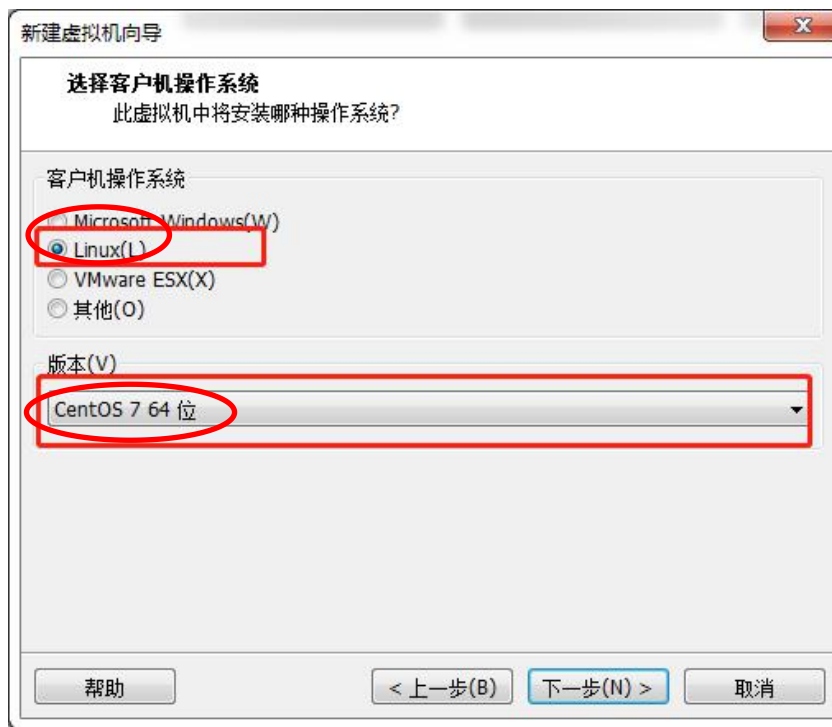 新建虚拟机向导
选择客户机操作系统
此虚拟机中将安装哪种操作系统?
客户机操作系统
Microsoft Windows(W)
Linux(L)
VMware ESX(X)
其他(O)
版本(V)
CentOS 7 64 位
帮助
< 上一步(B)
下一步(N) >
取消